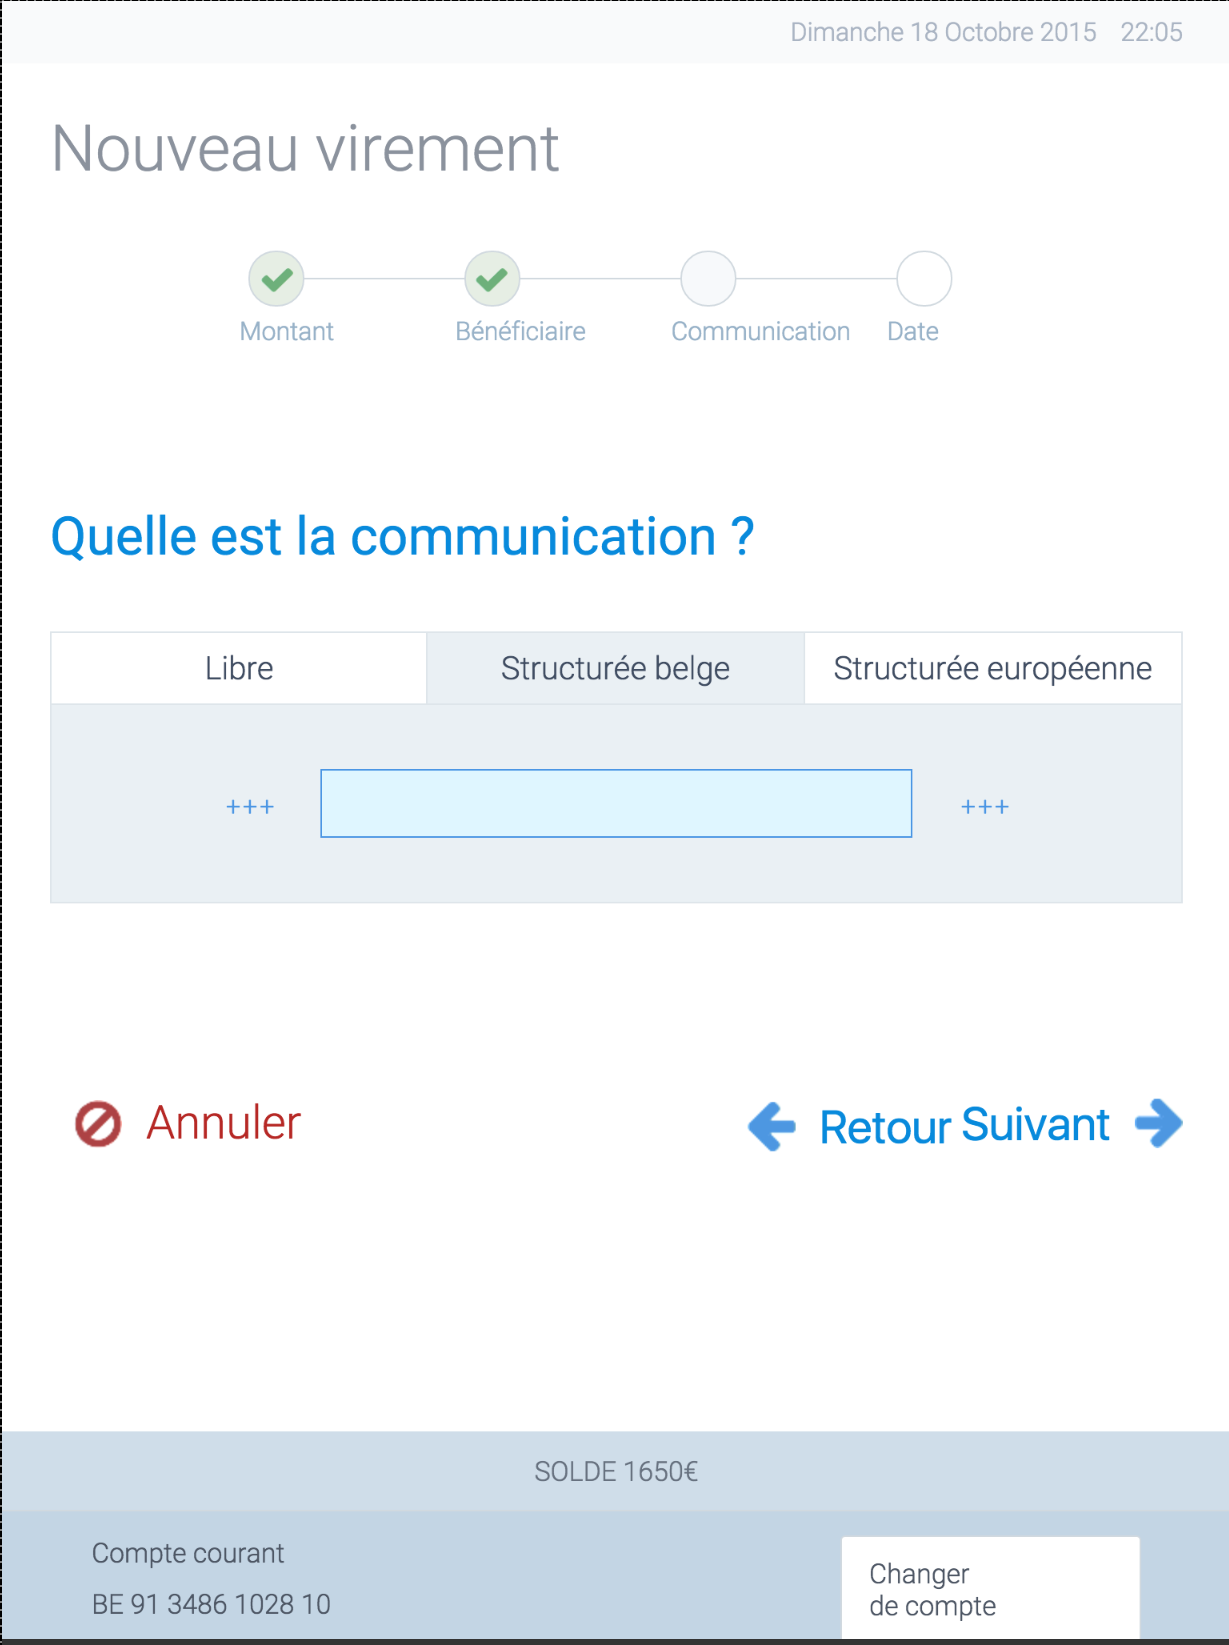 Dimanche 18 Octobre 2015 22:05
Nouveau virement
Montant Bénéficiaire Communication Date
Quelle est la communication ?
Libre Structurée belge Structurée européenne
+++ +++
Annuler Retour Suivant
SOLDE 1650€
Compte courant
BE 91 3486 1028 10
Changer
de compte